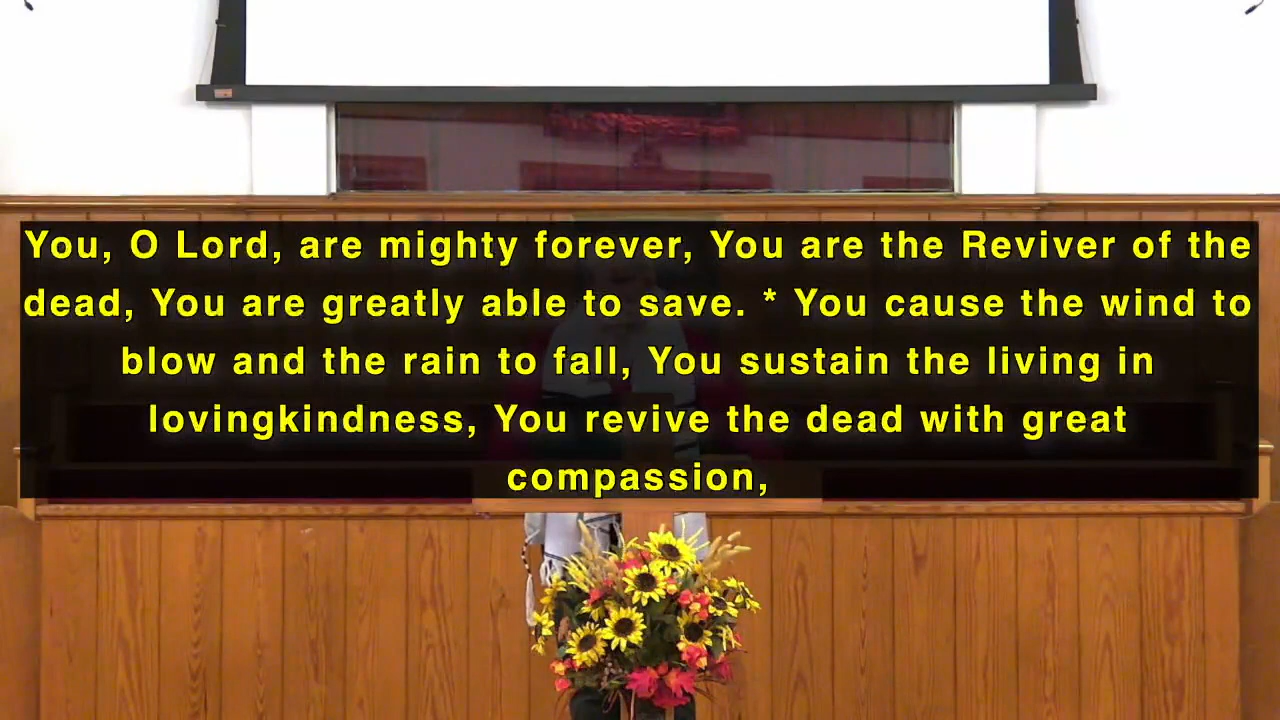 You, O Lord, are mighty forever, You are the Reviver of the
dead, You are greatly able to save. * You cause the wind to
blow and the rain to fall, You sustain the living in
lovingkindness, You revive the dead with great
compassion,